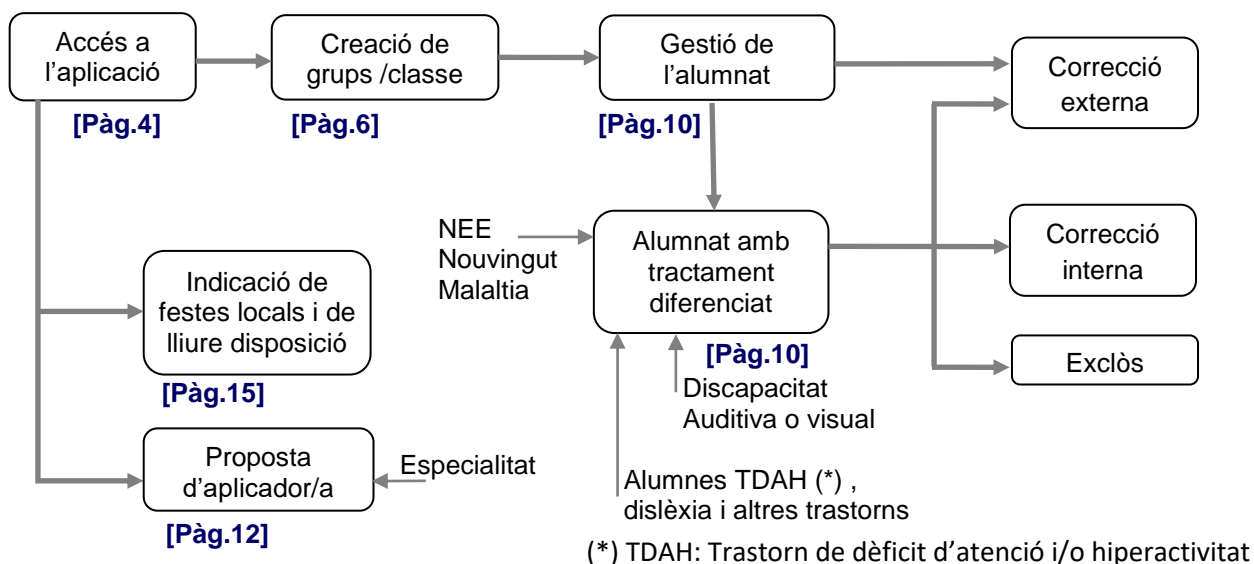 Accés a
l’aplicació
[Pàg.4]
Creació de
grups /classe
[Pàg.6]
Gestió de
l’alumnat
[Pàg.10]
Correcció
externa
NEE
Nouvingut
Malaltia
Alumnat amb
tractament
diferenciat
[Pàg.10]
Correcció
interna
Indicació de
festes locals i de
lliure disposició
[Pàg.15]
Exclòs
Discapacitat
Auditiva o visual
Proposta
d’aplicador/a
[Pàg.12]
Especialitat
Alumnes TDAH (*) ,
dislèxia i altres trastorns
(*) TDAH: Trastorn de dèficit d’atenció i/o hiperactivitat